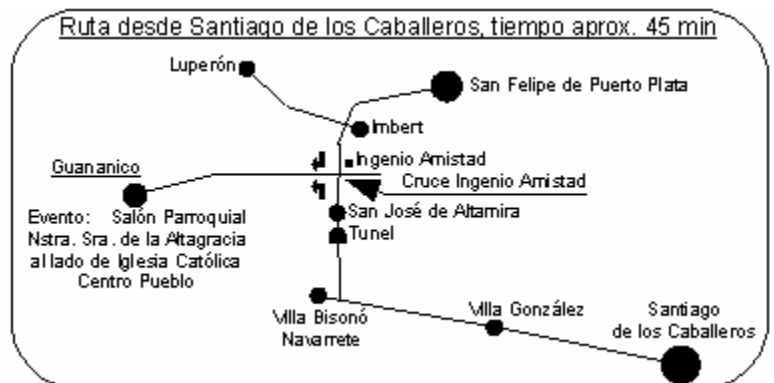 Ruta desde Santiago de los Caballeros, tiempo aprox. 45 min
Luperón
San Felipe de Puerto Plata
Imbert
Ingenio Amistad
Guananico
Cruce Ingenio Amistad
San José de Altamira
Tunel
Evento: Salón Parroquial
Nstra. Sra. de la Altagracia
al lado de Iglesia Católica
Centro Pueblo
Villa Bisonó
Navarrete
Villa González
Santiago
de los Caballeros